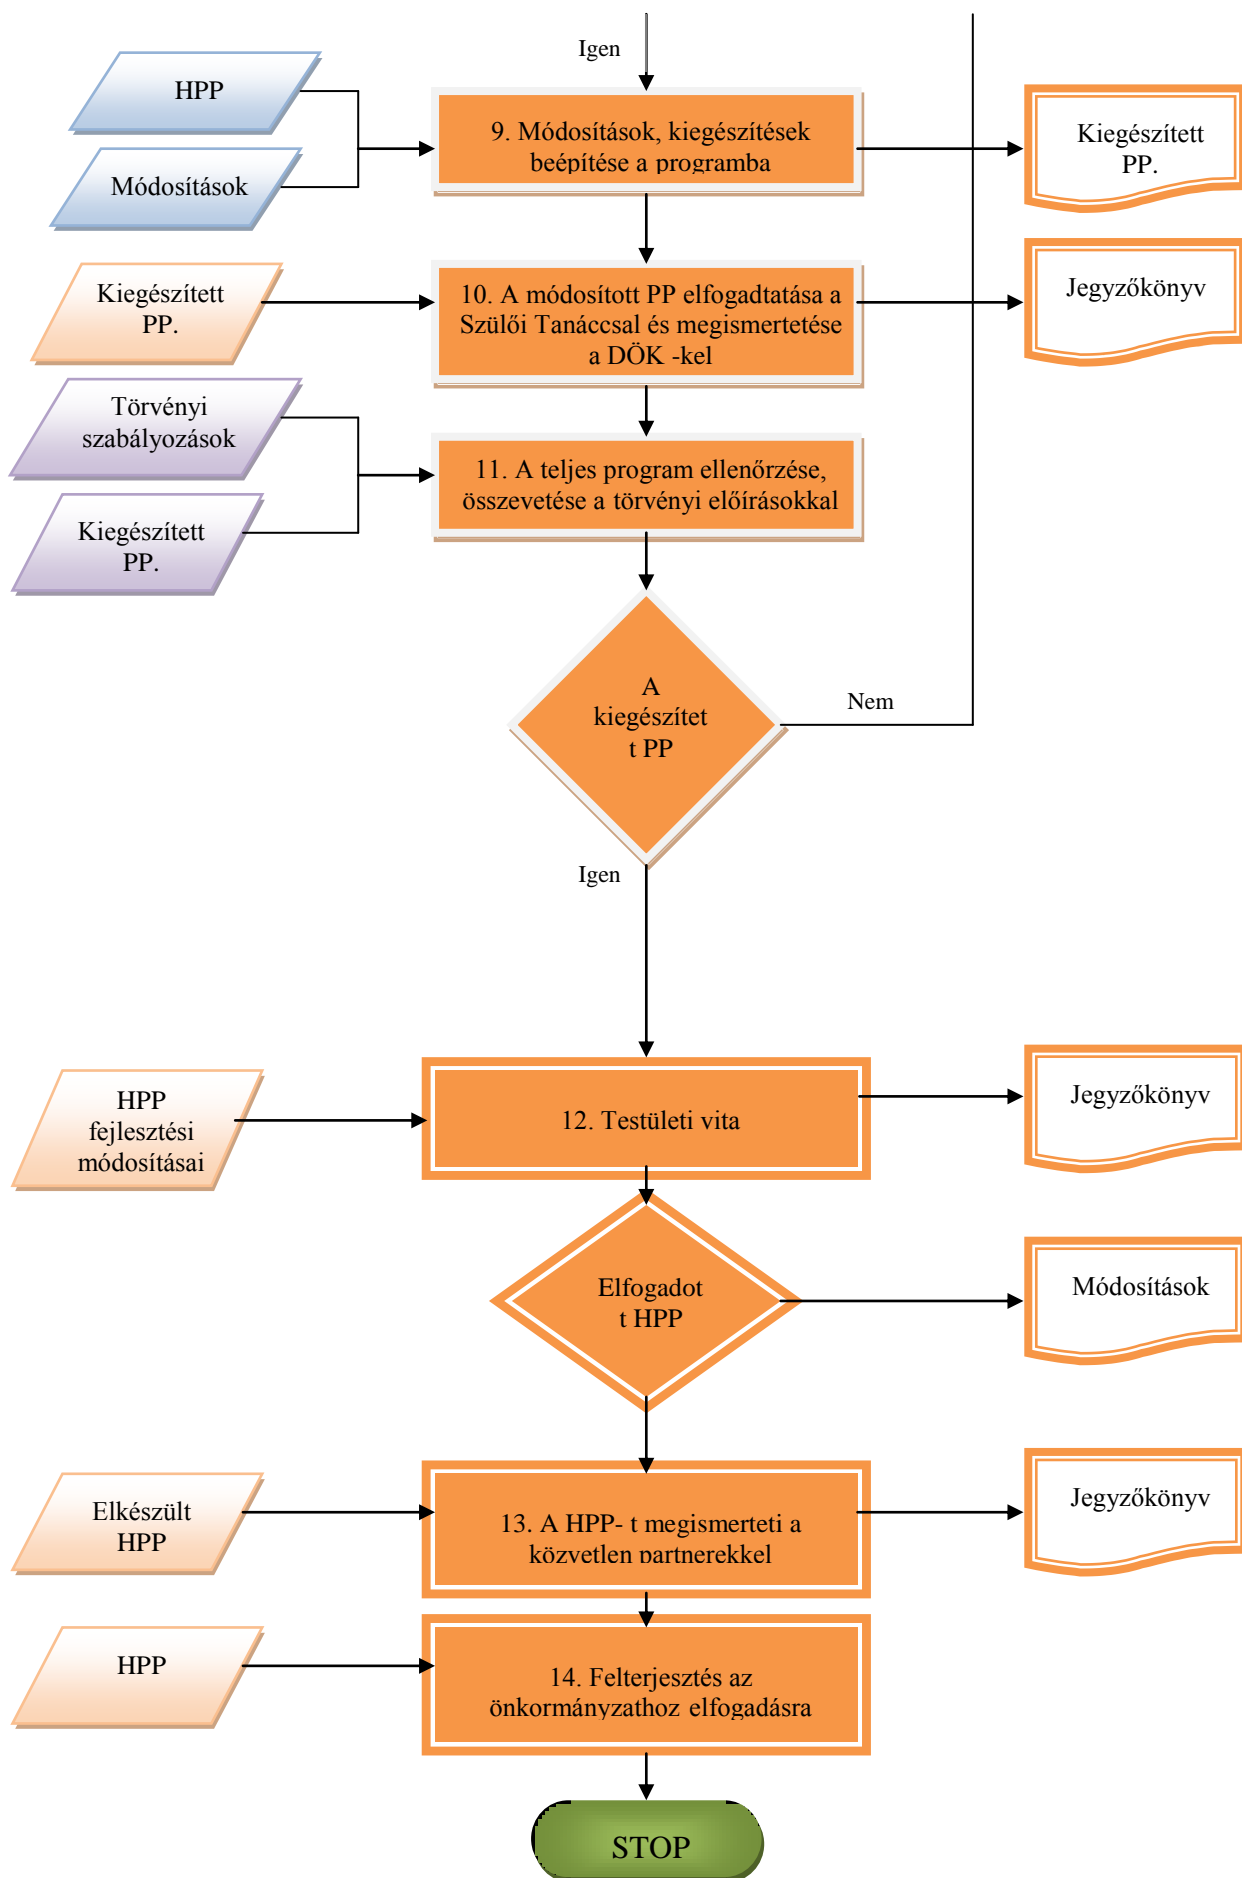 Igen
HPP
Módosítások
9. Módosítások, kiegészítések
beépítése a programba
Kiegészített
PP.
Kiegészített
PP.
10. A módosított PP elfogadtatása a
Szülői Tanáccsal és megismertetése
a DÖK -kel
Jegyzőkönyv
Törvényi
szabályozások
Kiegészített
PP.
11. A teljes program ellenőrzése,
összevetése a törvényi előírásokkal
A
kiegészítet
t PP
Nem
Igen
HPP
fejlesztési
módosításai
12. Testületi vita
Jegyzőkönyv
Elfogadot
t HPP
Módosítások
Elkészült
HPP
13. A HPP- t megismerteti a
közvetlen partnerekkel
Jegyzőkönyv
HPP
14. Felterjesztés az
önkormányzathoz elfogadásra
STOP